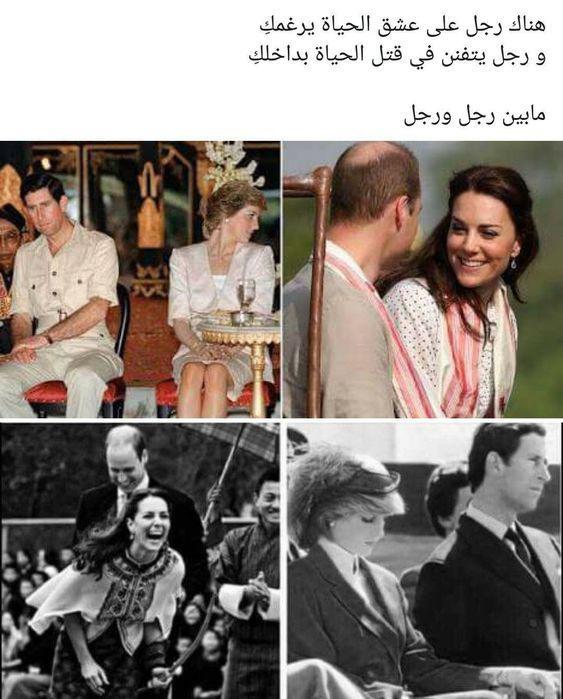 هناك رجل على عشق الحياة يرغمكِ
و رجل يتفنن في قتل الحياة بداخلكِ
مابين رجل ورجل